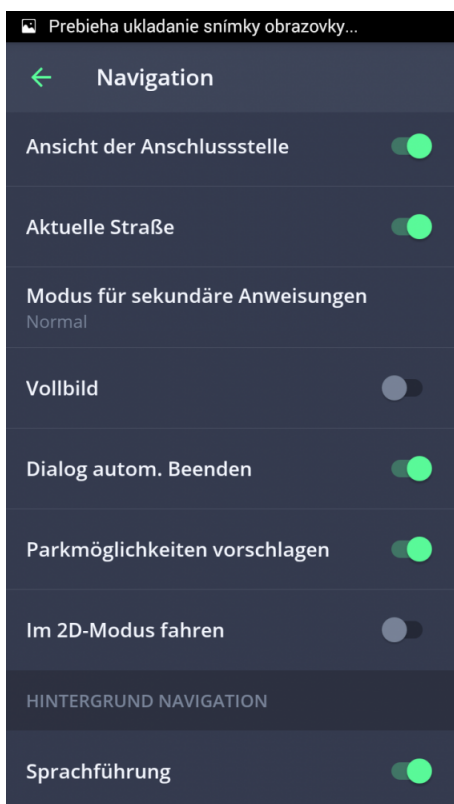 Prebieha ukladanie snímky obrazovky...
Navigation
Ansicht der Anschlussstelle
Aktuelle Straße
Modus für sekundäre Anweisungen
Normal
Vollbild
Dialog autom. Beenden
Parkmöglichkeiten vorschlagen
Im 2D-Modus fahren
HINTERGRUND NAVIGATION
Sprachführung